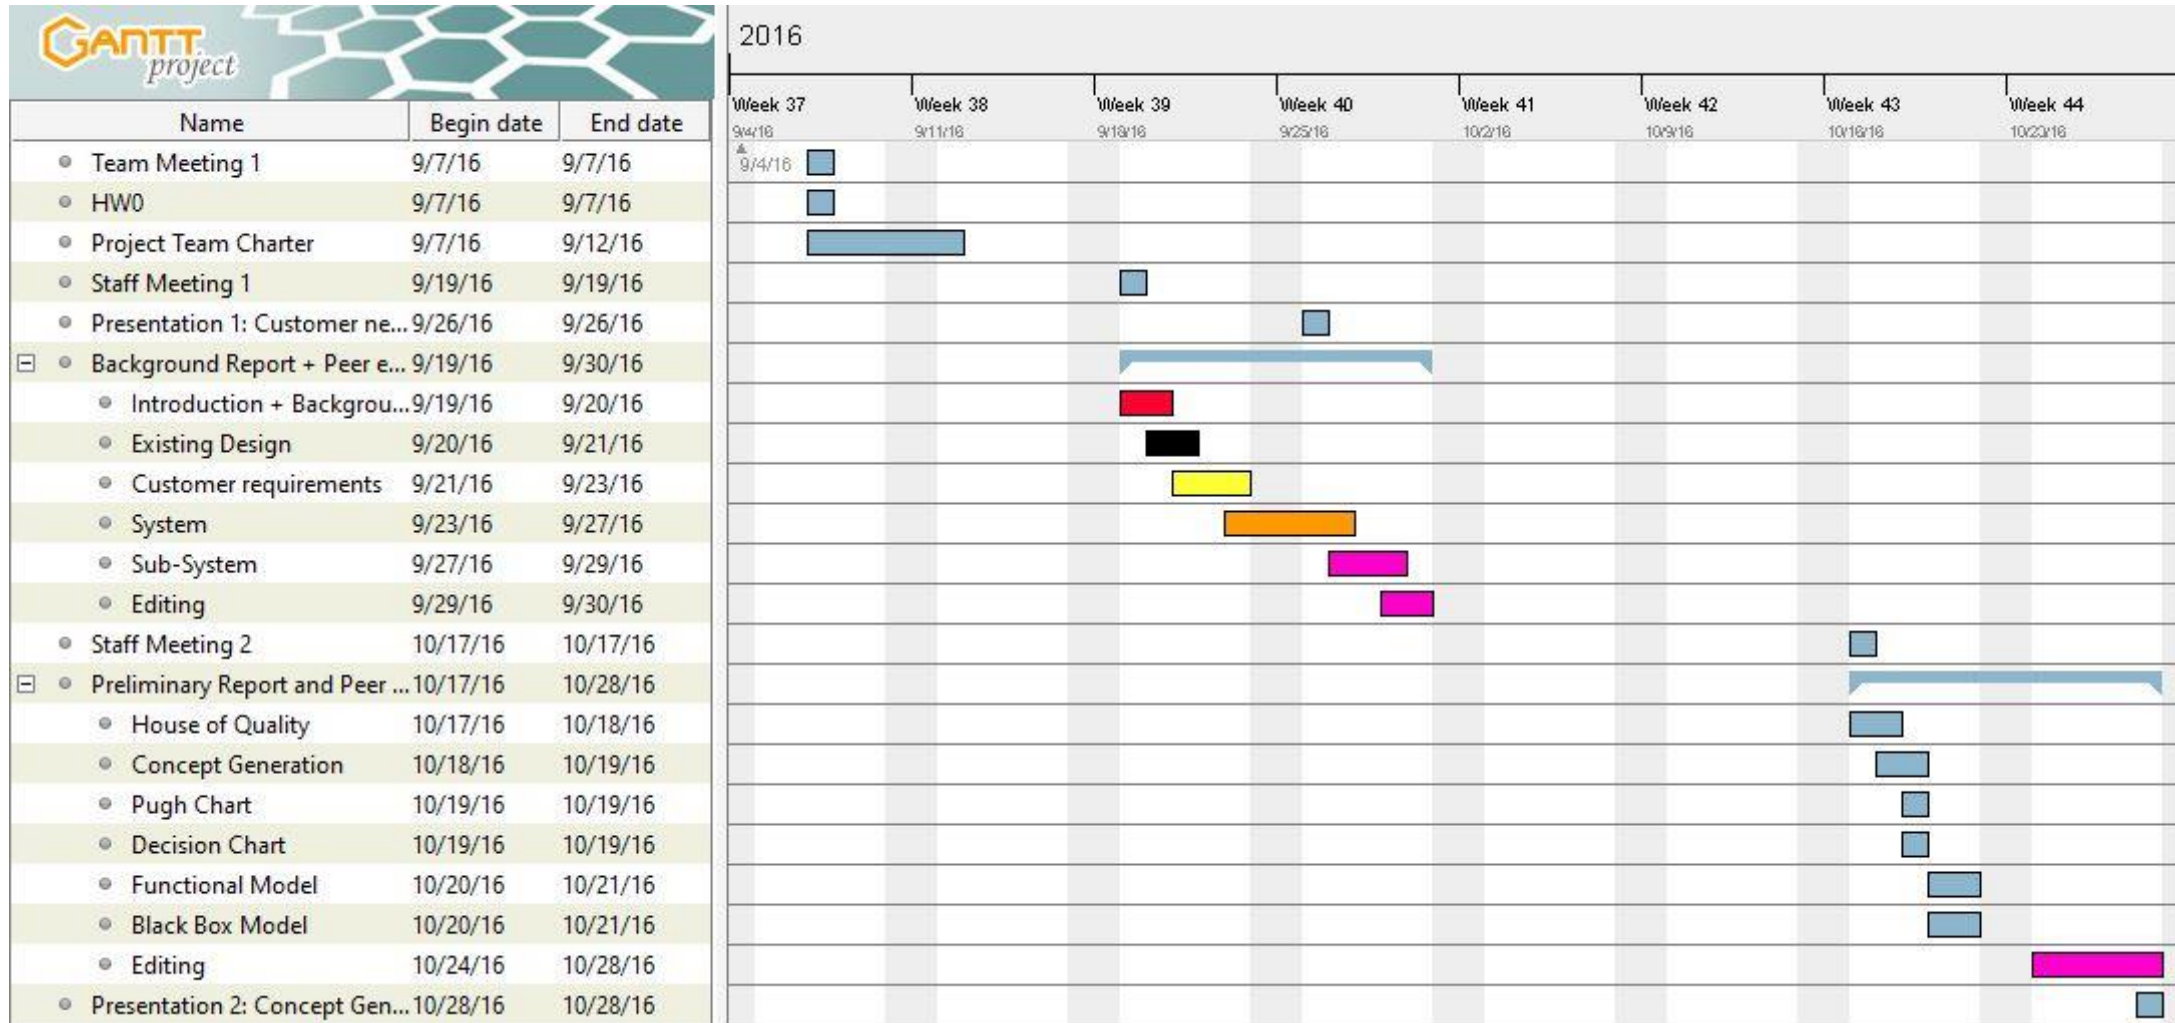 GANTT
project
2016
Week 37 Week 38 Week 39 Week 40 Week 41 Week 42 Week 43 Week 44
9/4/16 9/11/16 9/18/16 9/25/16 10/2/16 10/9/16 10/16/16 10/23/16
Name Begin date End date
9/4/16
Team Meeting 1 9/7/16 9/7/16
HW0 9/7/16 9/7/16
Project Team Charter 9/7/16 9/12/16
Staff Meeting 1 9/19/16 9/19/16
Presentation 1: Customer ne... 9/26/16 9/26/16
Background Report + Peer e... 9/19/16 9/30/16
Introduction + Backgrou... 9/19/16 9/20/16
Existing Design 9/20/16 9/21/16
Customer requirements 9/21/16 9/23/16
System 9/23/16 9/27/16
Sub-System 9/27/16 9/29/16
Editing 9/29/16 9/30/16
Staff Meeting 2 10/17/16 10/17/16
Preliminary Report and Peer ... 10/17/16 10/28/16
House of Quality 10/17/16 10/18/16
Concept Generation 10/18/16 10/19/16
Pugh Chart 10/19/16 10/19/16
Decision Chart 10/19/16 10/19/16
Functional Model 10/20/16 10/21/16
Black Box Model 10/20/16 10/21/16
Editing 10/24/16 10/28/16
Presentation 2: Concept Gen... 10/28/16 10/28/16